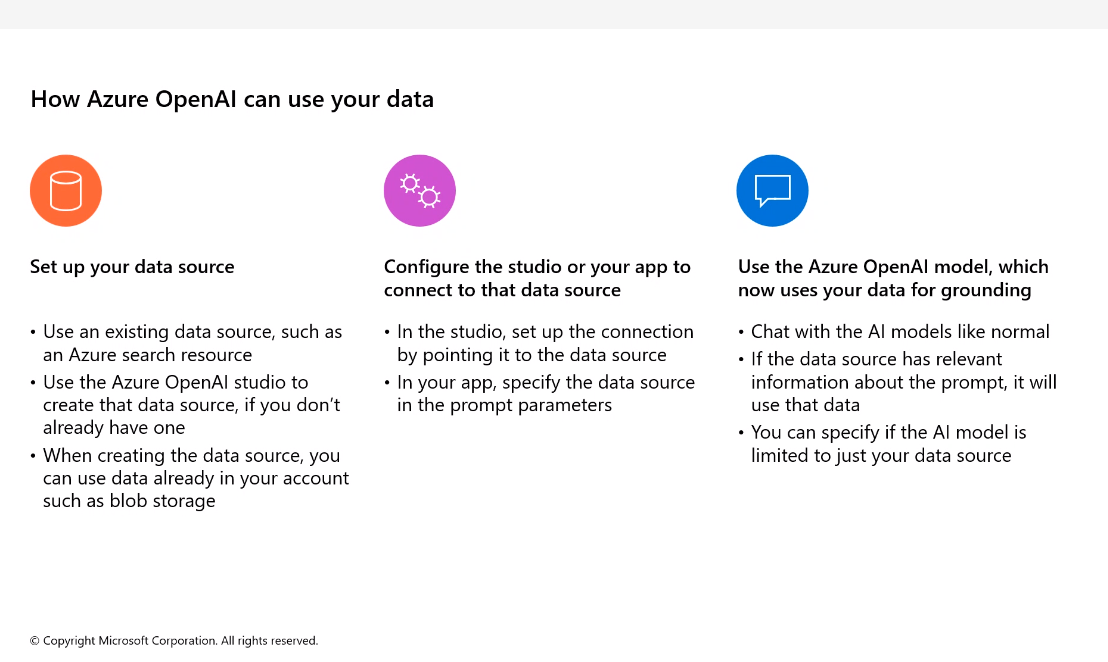 How Azure OpenAI can use your data
Set up your data source
• Use an existing data source, such as
an Azure search resource
• Use the Azure OpenAI studio to
create that data source, if you don’t
already have one
• When creating the data source, you
can use data already in your account
such as blob storage
Configure the studio or your app to
connect to that data source
• In the studio, set up the connection
by pointing it to the data source
• In your app, specify the data source
in the prompt parameters
Use the Azure OpenAI model, which
now uses your data for grounding
• Chat with the AI models like normal
• If the data source has relevant
information about the prompt, it will
use that data
• You can specify if the AI model is
limited to just your data source
© Copyright Microsoft Corporation. All rights reserved.